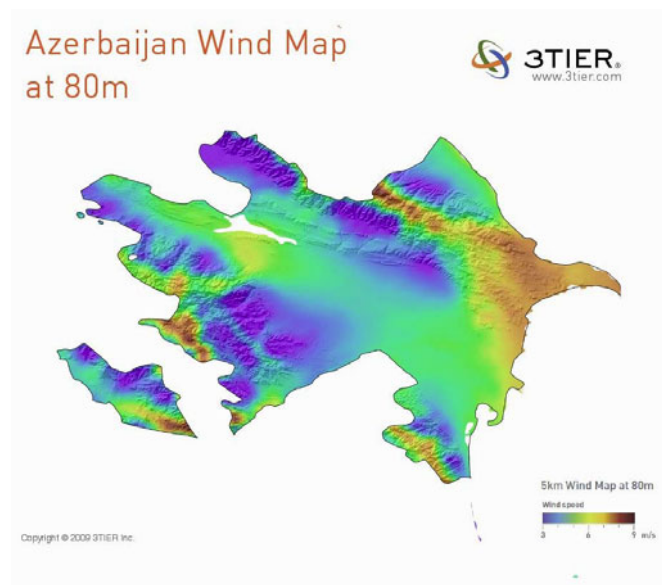 Azerbaijan Wind Map
at 80m
3TIER®
www.3tier.com
5km Wind Map at 80m
Wind speed
3 6 9 m/s
Copyright © 2009 3TIER Inc.